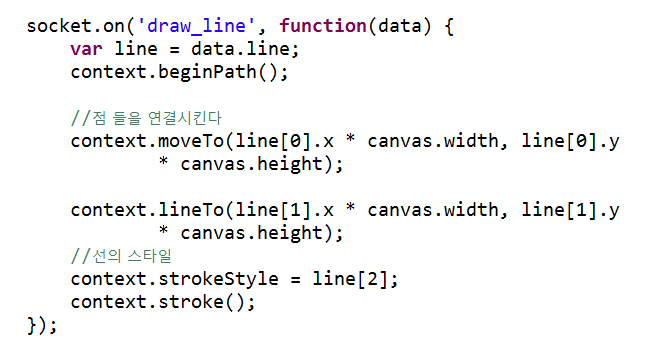 socket.on('draw_line', function(data) {
var line = data.line;
context.beginPath();
//점 들을 연결시킨다
context.moveTo(line[0].x * canvas.width, line[0].y
* canvas.height);
context.lineTo(line[1].x * canvas.width, line[1].y
* canvas.height);
//선의 스타일
context.strokeStyle = line[2];
context.stroke();
});